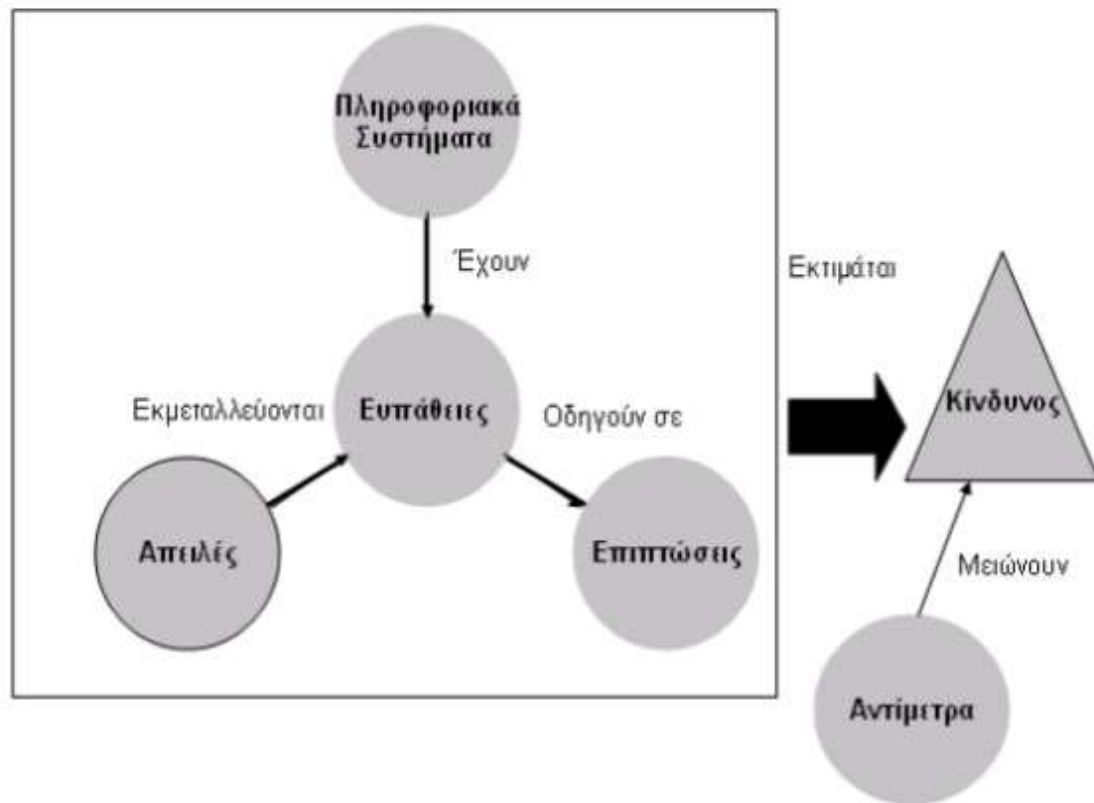 Πληροφοριακά
Συστήματα
Έχουν
Εκτιμάται
Εκμεταλλεύονται
Ευπάθειες
Οδηγούν σε
Κίνδυνος
Απειλές
Επιπτώσεις
Μειώνουν
Αντίμετρα